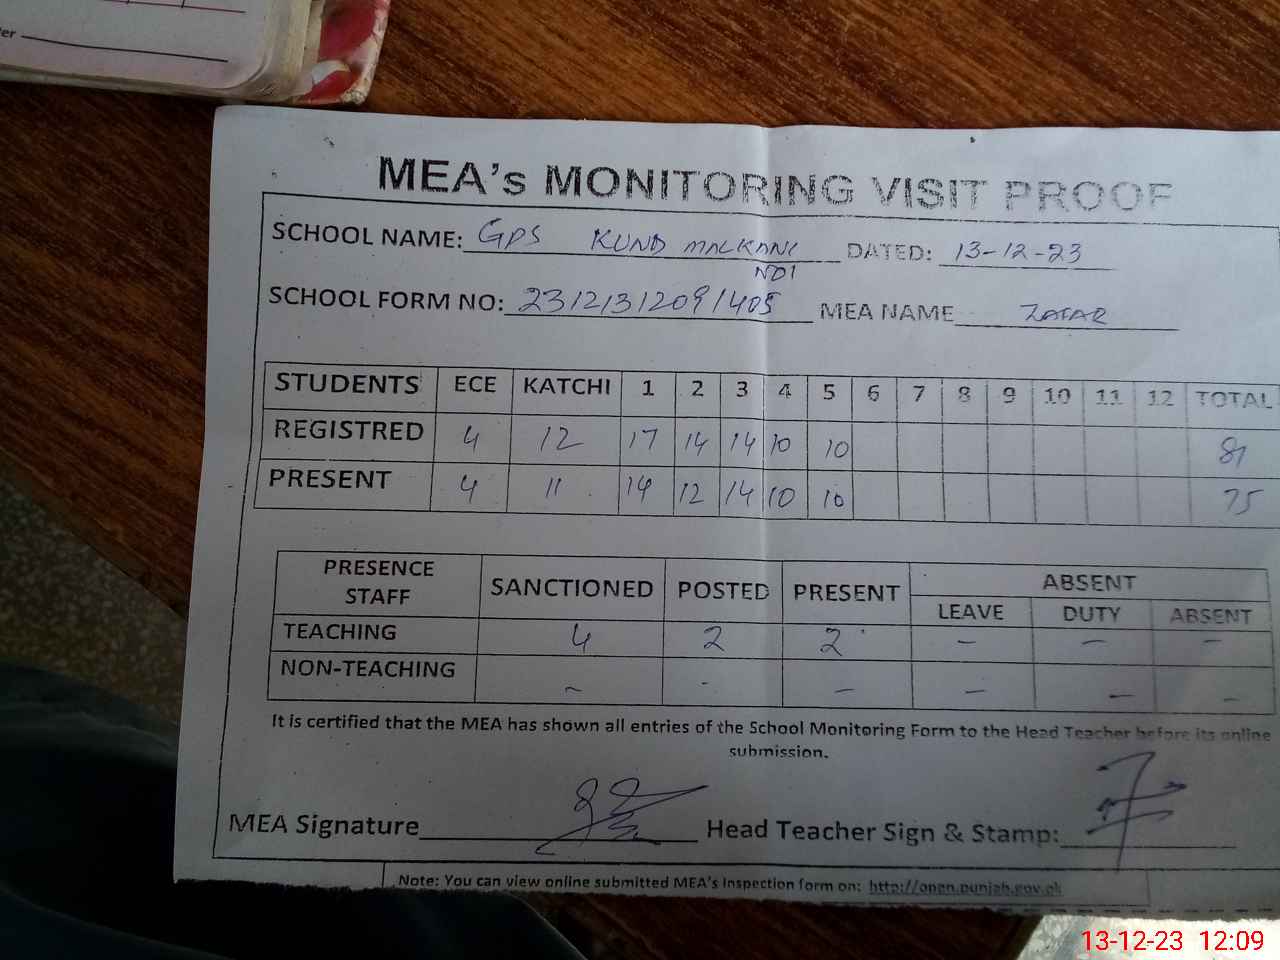 er
MEA's MONITORING VISIT PROOF
SCHOOL NAME: GPS KUND MALKANI DATED: 13-12-23
NO1
SCHOOL FORM NO: 23121312091405 MEA NAME ZAFAR
STUDENTS ECE KATCHI 1 2 3 4 5 6 7 8 9 10 11 12 TOTAL
REGISTRED 4 12 17 14 14 10 10 81
PRESENT 4 11 14 12 14 10 10 75
PRESENCE STAFF SANCTIONED POSTED PRESENT ABSENT
LEAVE DUTY ABSENT
TEACHING 4 2 2 - - -
NON-TEACHING - - - - - -
It is certified that the MEA has shown all entries of the School Monitoring Form to the Head Teacher before its online
submission.
MEA Signature Head Teacher Sign & Stamp:
Note: You can view online submitted MEA's Inspection form on: http://open.punjab.gov.pk
13-12-23 12:09